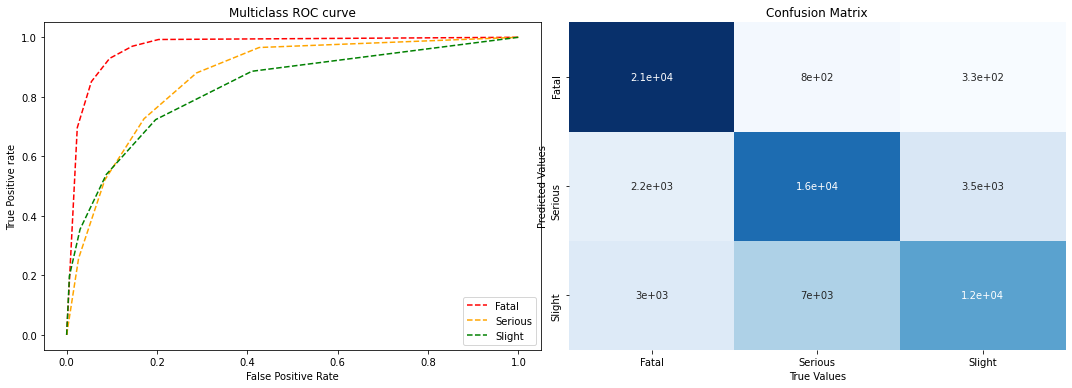 Multiclass ROC curve
True Positive rate
1.0
0.8
0.6
0.4
0.2
0.0
0.0 0.2 0.4 0.6 0.8 1.0
False Positive Rate
Fatal
Serious
Slight
Confusion Matrix
Predicted Values
Fatal
2.1e+04 8e+02 3.3e+02
Serious
2.2e+03 1.6e+04 3.5e+03
Slight
3e+03 7e+03 1.2e+04
Fatal Serious Slight
True Values